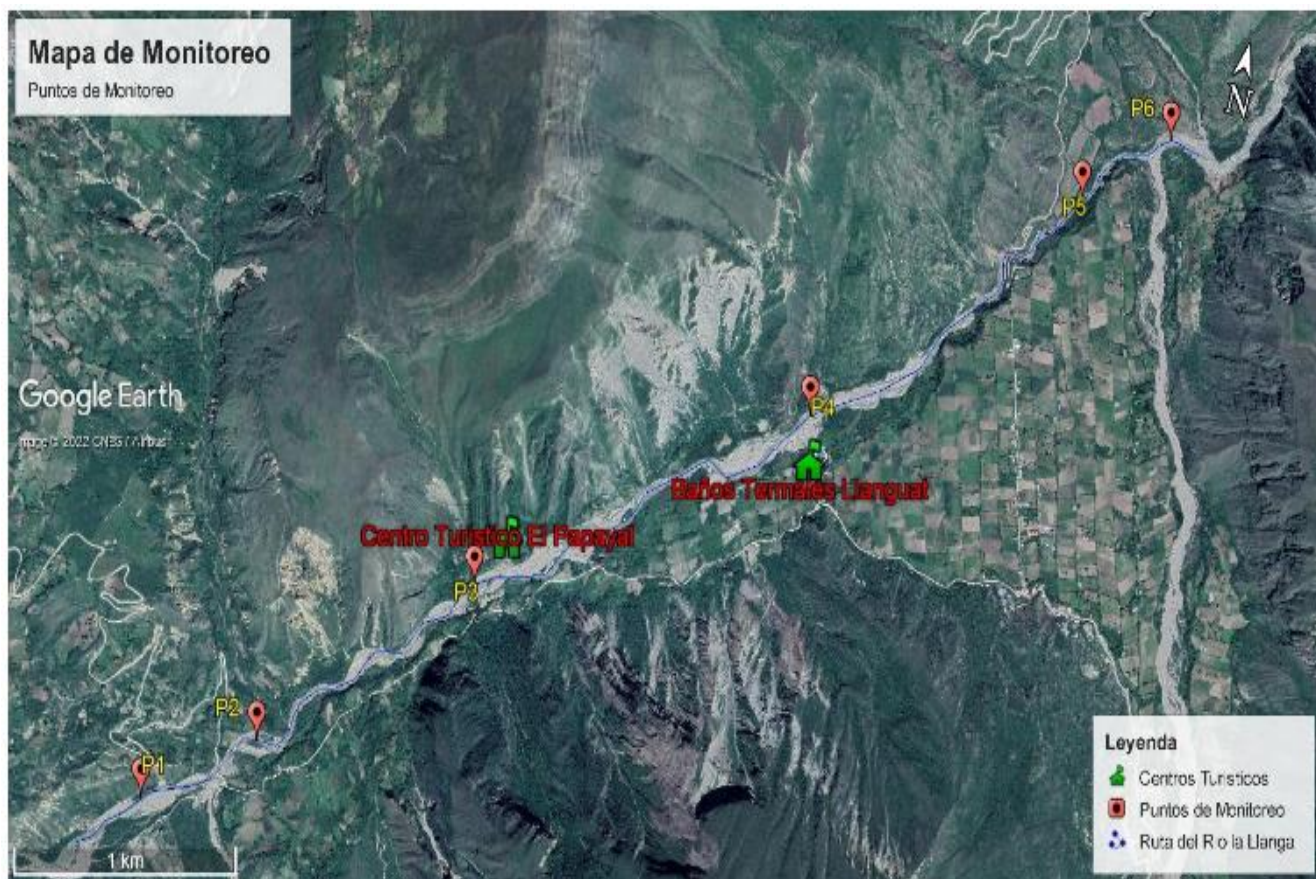 Mapa de Monitoreo
Puntos de Monitoreo
N
P6
P5
Google Earth
P4
Baños Termales Llanguat
Centro Turistico El Papayal
P3
P2
P1
1 km
Leyenda
Centros Turisticos
Puntos de Monitoreo
Ruta del R o la Llanga